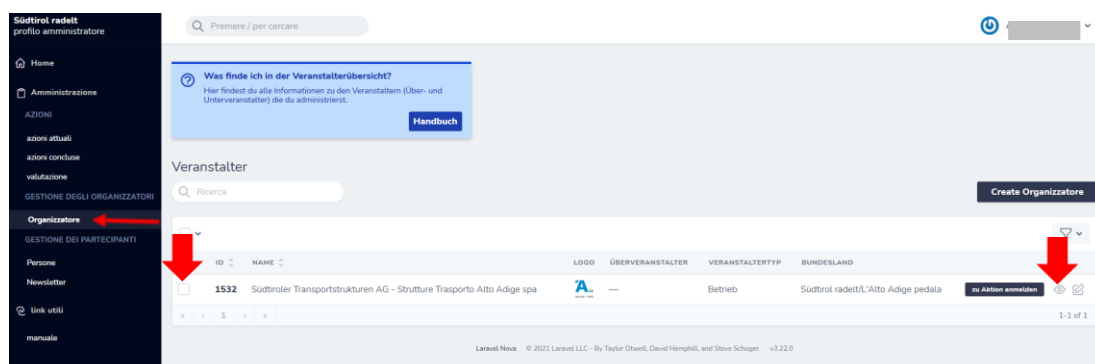 Südtirol radelt
profilo amministratore
Premere / per cercare
Home
Amministrazione
AZIONI
azioni attuali
azioni concluse
valutazione
GESTIONE DEGLI ORGANIZZATORI
Organizzatore
GESTIONE DEI PARTECIPANTI
Persone
Newsletter
link utili
manuale
Was finde ich in der Veranstalterübersicht?
Hier findest du alle Informationen zu den Veranstaltern (Über- und
Unterveranstalter) die du administrierst.
Handbuch
Veranstalter
Ricerca
Create Organizzatore
ID NAME LOGO ÜBERVERANSTALTER VERANSTALTERTYP BUNDESLAND
1532 Südtiroler Transportstrukturen AG - Strutture Trasporto Alto Adige spa A — Betrieb Südtirol radelt/L'Alto Adige pedala zu Aktion anmelden
« ‹ 1 › » 1-1 of 1
Laravel Nova · © 2021 Laravel LLC - By Taylor Otwell, David Hemphill, and Steve Schoger. · v3.22.0